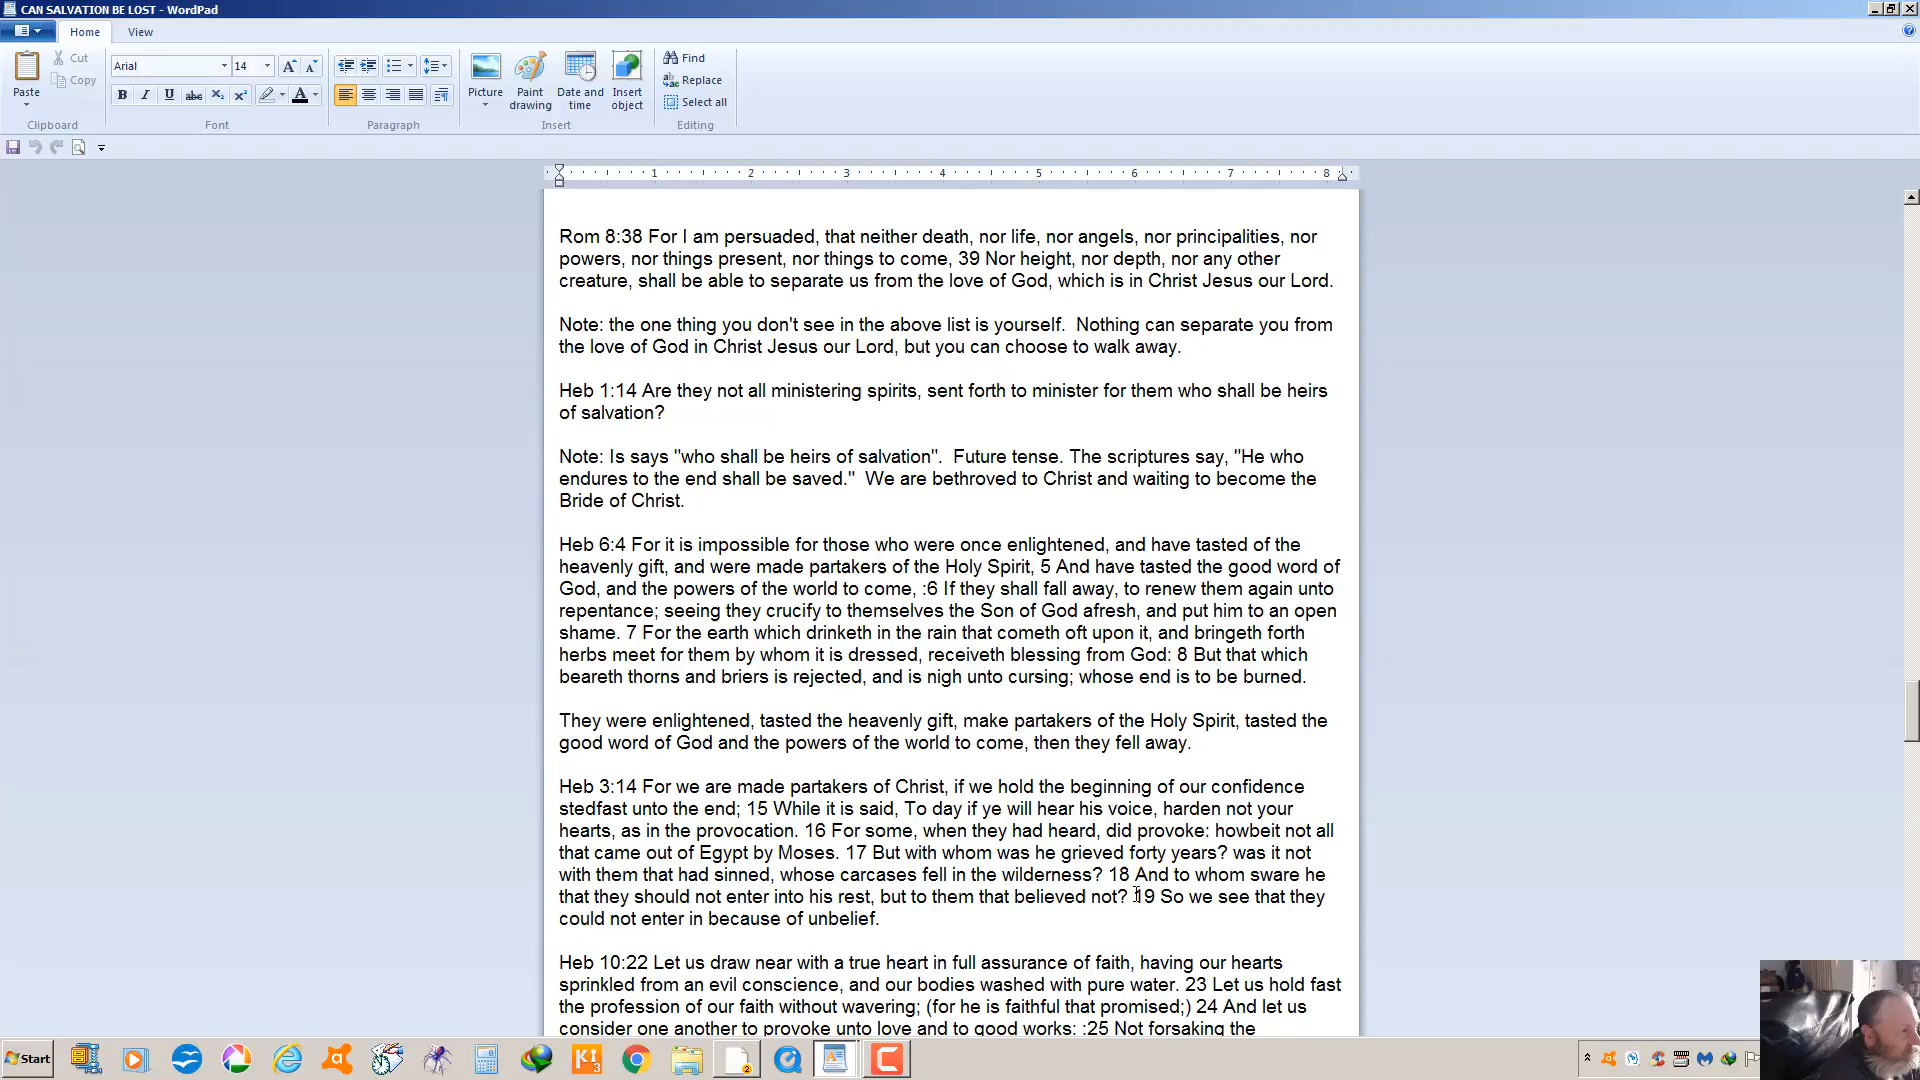 CAN SALVATION BE LOST - WordPad
Home
View
Cut
Copy
Paste
Clipboard
Arial
14
Font
Paragraph
Picture
Paint drawing
Date and time
Insert object
Insert
Find
Replace
Select all
Editing
1 2 3 4 5 6 7 8
Rom 8:38 For I am persuaded, that neither death, nor life, nor angels, nor principalities, nor
powers, nor things present, nor things to come, 39 Nor height, nor depth, nor any other
creature, shall be able to separate us from the love of God, which is in Christ Jesus our Lord.
Note: the one thing you don't see in the above list is yourself.  Nothing can separate you from
the love of God in Christ Jesus our Lord, but you can choose to walk away.
Heb 1:14 Are they not all ministering spirits, sent forth to minister for them who shall be heirs
of salvation?
Note: Is says "who shall be heirs of salvation".  Future tense. The scriptures say, "He who
endures to the end shall be saved."  We are bethroved to Christ and waiting to become the
Bride of Christ.
Heb 6:4 For it is impossible for those who were once enlightened, and have tasted of the
heavenly gift, and were made partakers of the Holy Spirit, 5 And have tasted the good word of
God, and the powers of the world to come, :6 If they shall fall away, to renew them again unto
repentance; seeing they crucify to themselves the Son of God afresh, and put him to an open
shame. 7 For the earth which drinketh in the rain that cometh oft upon it, and bringeth forth
herbs meet for them by whom it is dressed, receiveth blessing from God: 8 But that which
beareth thorns and briers is rejected, and is nigh unto cursing; whose end is to be burned.
They were enlightened, tasted the heavenly gift, make partakers of the Holy Spirit, tasted the
good word of God and the powers of the world to come, then they fell away.
Heb 3:14 For we are made partakers of Christ, if we hold the beginning of our confidence
stedfast unto the end; 15 While it is said, To day if ye will hear his voice, harden not your
hearts, as in the provocation. 16 For some, when they had heard, did provoke: howbeit not all
that came out of Egypt by Moses. 17 But with whom was he grieved forty years? was it not
with them that had sinned, whose carcases fell in the wilderness? 18 And to whom sware he
that they should not enter into his rest, but to them that believed not? 19 So we see that they
could not enter in because of unbelief.
Heb 10:22 Let us draw near with a true heart in full assurance of faith, having our hearts
sprinkled from an evil conscience, and our bodies washed with pure water. 23 Let us hold fast
the profession of our faith without wavering; (for he is faithful that promised;) 24 And let us
consider one another to provoke unto love and to good works: :25 Not forsaking the
Start